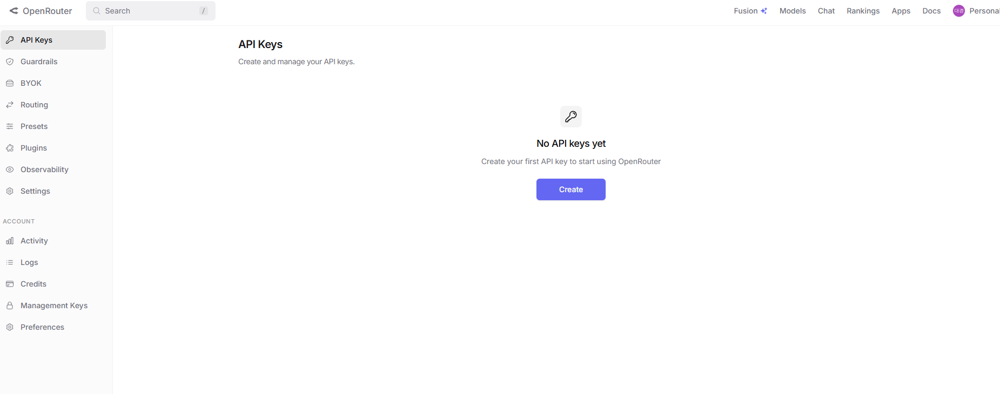 OpenRouter
Search /
Fusion Models Chat Rankings Apps Docs 대경 Personal
API Keys
Guardrails
BYOK
Routing
Presets
Plugins
Observability
Settings
ACCOUNT
Activity
Logs
Credits
Management Keys
Preferences
API Keys
Create and manage your API keys.
No API keys yet
Create your first API key to start using OpenRouter
Create